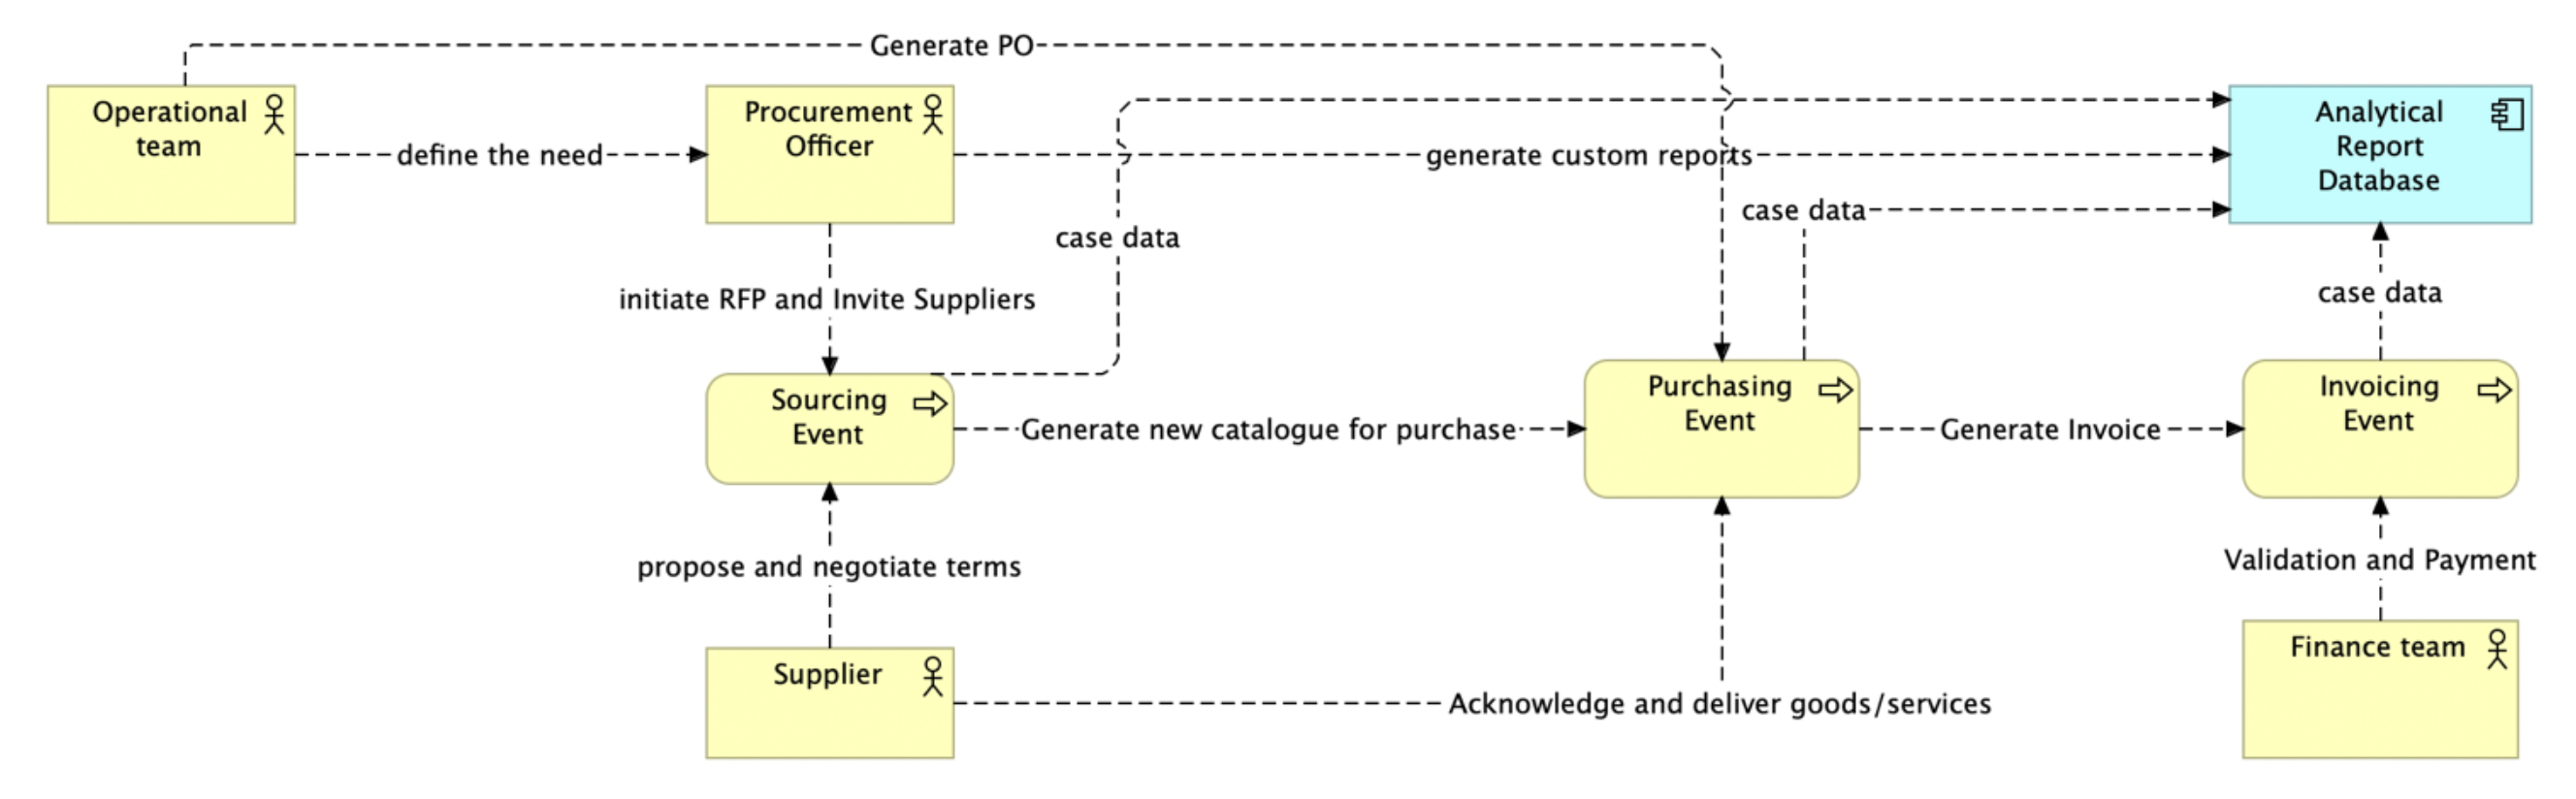 Generate PO
Operational
team
define the need
Procurement
Officer
generate custom reports
Analytical
Report
Database
case data
case data
case data
initiate RFP and Invite Suppliers
Sourcing
Event
Generate new catalogue for purchase
Purchasing
Event
Generate Invoice
Invoicing
Event
propose and negotiate terms
Validation and Payment
Supplier
Acknowledge and deliver goods/services
Finance team